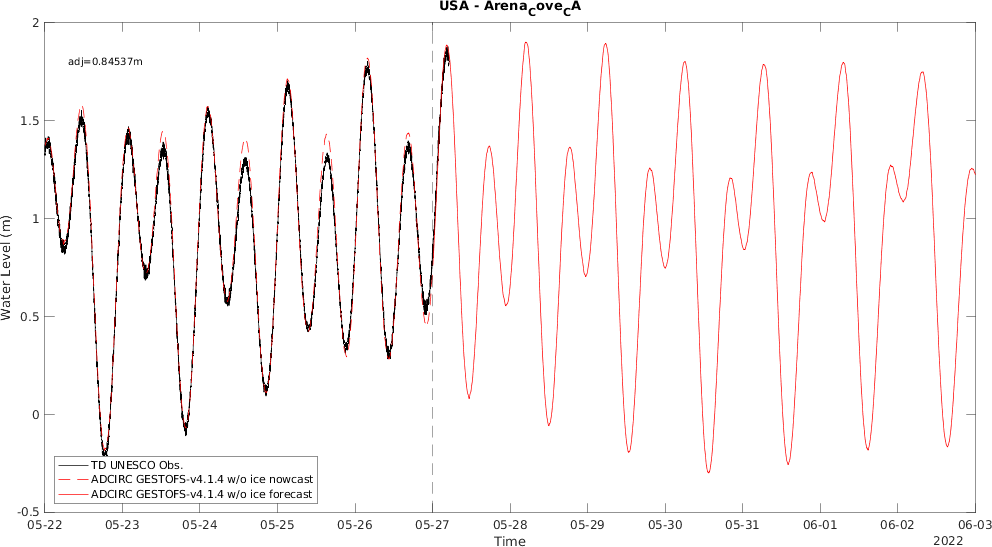 USA - Arena_Cove_CA
adj=0.84537m
2
1.5
1
0.5
0
-0.5
Water Level (m)
TD UNESCO Obs.
ADCIRC GESTOFS-v4.1.4 w/o ice nowcast
ADCIRC GESTOFS-v4.1.4 w/o ice forecast
05-22 05-23 05-24 05-25 05-26 05-27 05-28 05-29 05-30 05-31 06-01 06-02 06-03
Time
2022